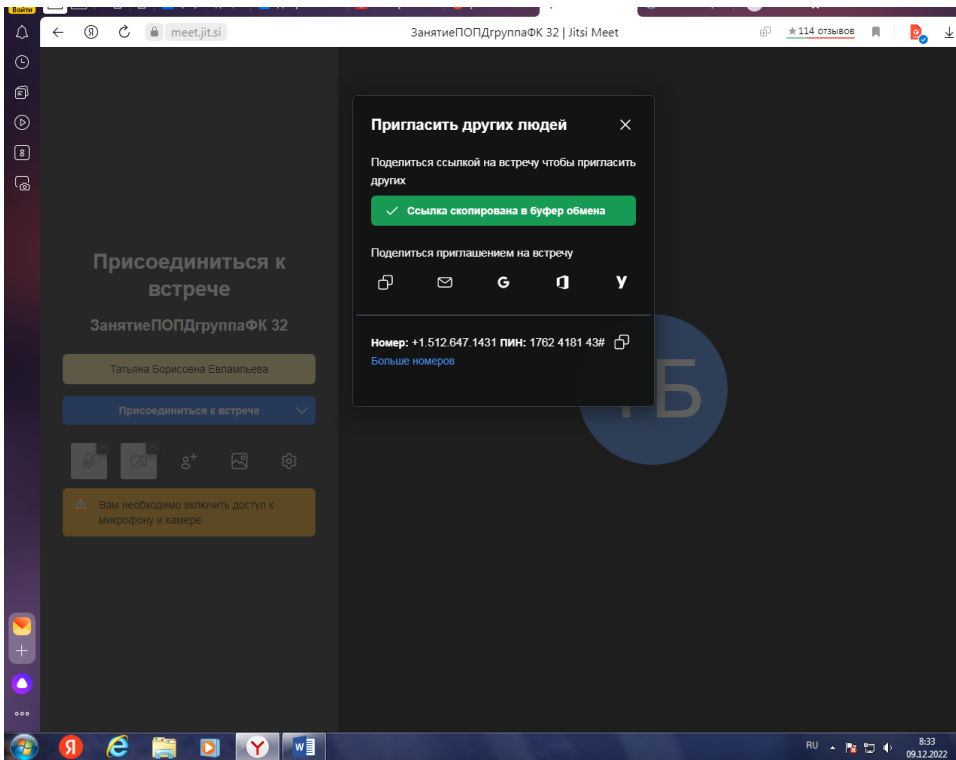 Войти
meet.jit.si
ЗанятиеПОПДгруппаФК 32 | Jitsi Meet
★114 отзывов
8
Пригласить других людей
Поделиться ссылкой на встречу чтобы пригласить
других
Ссылка скопирована в буфер обмена
Поделиться приглашением на встречу
Номер: +1.512.647.1431 ПИН: 1762 4181 43#
Больше номеров
Присоединиться к
встрече
ЗанятиеПОПДгруппаФК 32
Татьяна Борисовна Евлампьева
Присоединиться к встрече
Вам необходимо включить доступ к
микрофону и камере
RU
8:33
09.12.2022